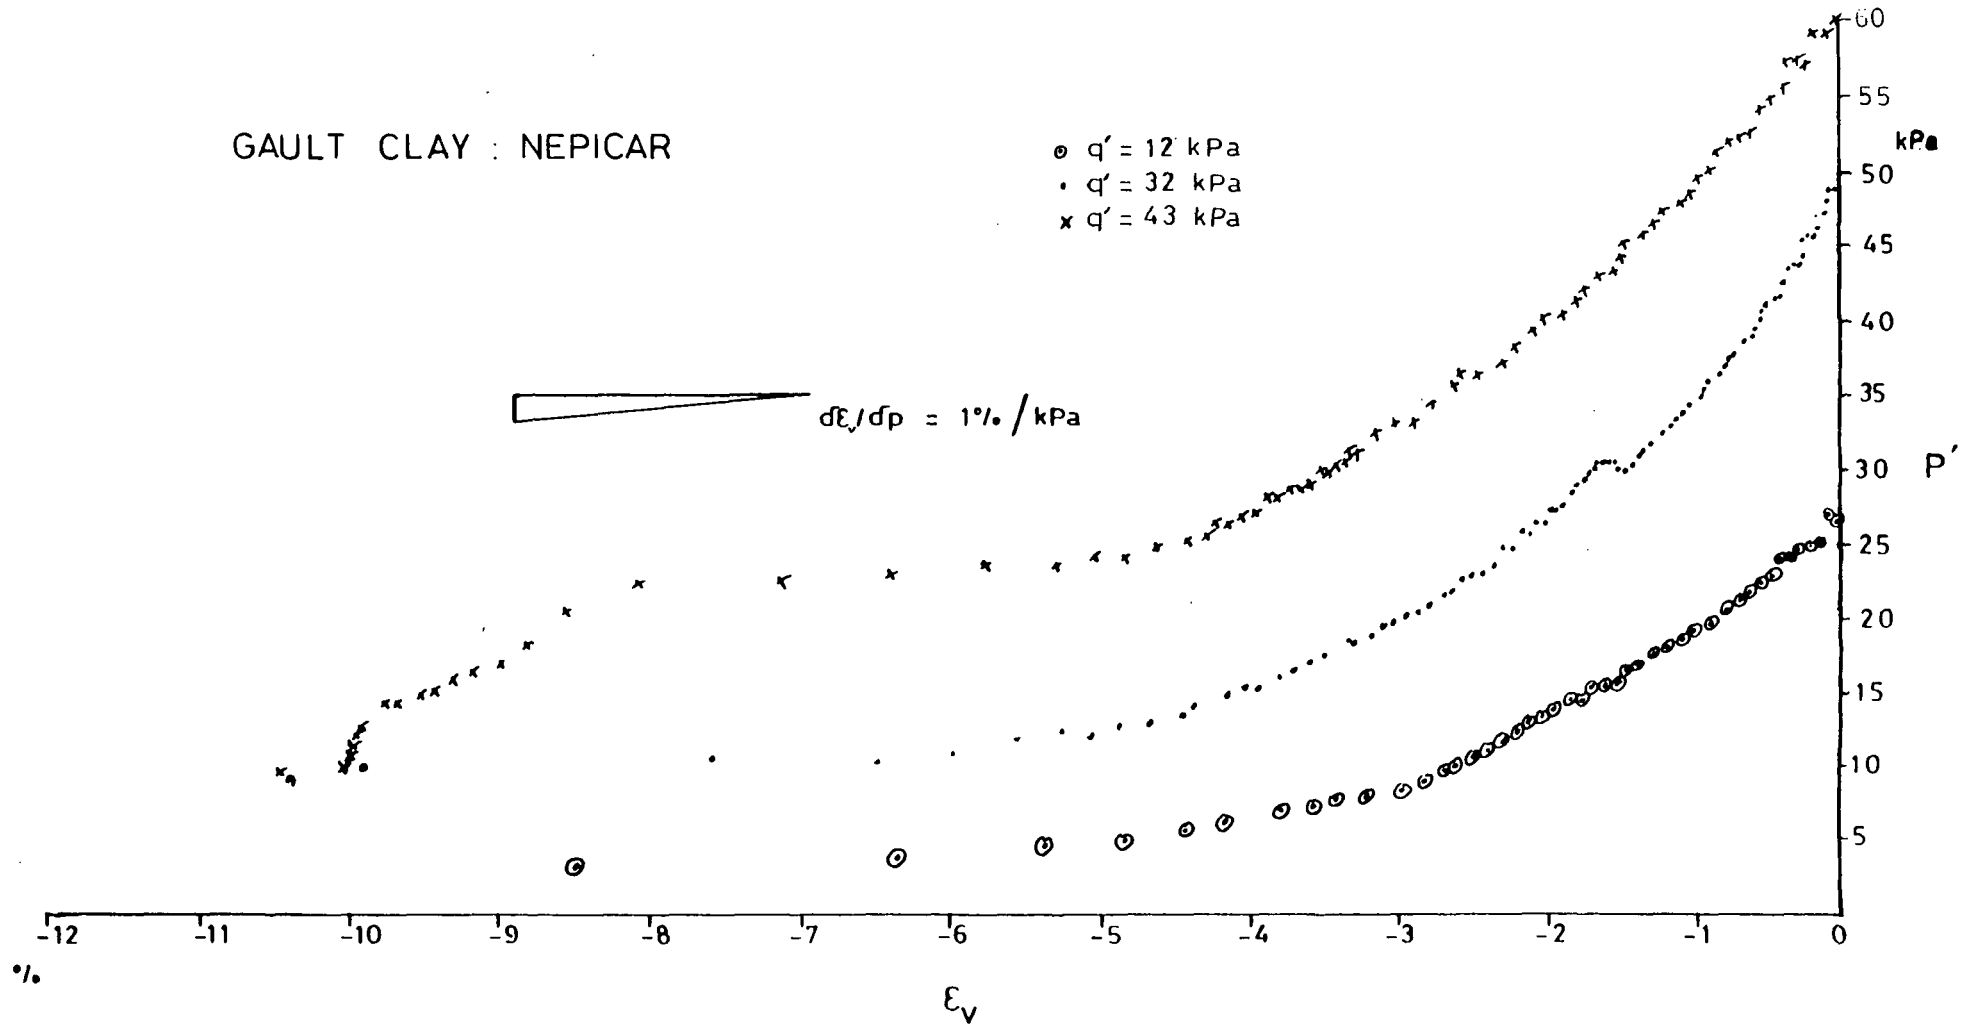 GAULT CLAY : NEPICAR
q' = 12 kPa
q' = 32 kPa
q' = 43 kPa
60
55
kPa
50
45
40
35
dεv/dp = 1%/kPa
30
P'
25
20
15
10
5
-12 -11 -10 -9 -8 -7 -6 -5 -4 -3 -2 -1 0
%
εv